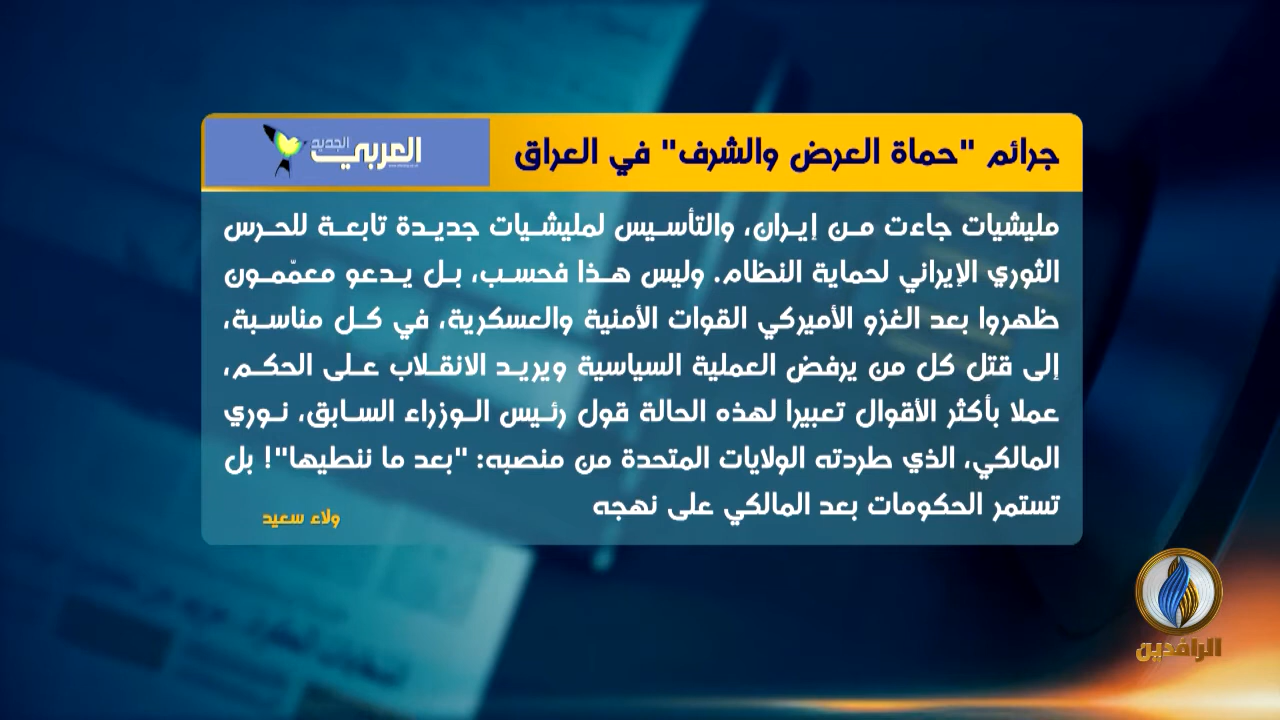 جرائم "حماة العرض والشرف" في العراق
العربي الجديد
مليشيات جاءت من إيران، والتأسيس لمليشيات جديدة تابعة للحرس
الثوري الإيراني لحماية النظام. وليس هذا فحسب، بل يدعو معمّمون
ظهروا بعد الغزو الأميركي القوات الأمنية والعسكرية، في كل مناسبة،
إلى قتل كل من يرفض العملية السياسية ويريد الانقلاب على الحكم،
عملا بأكثر الأقوال تعبيرا لهذه الحالة قول رئيس الوزراء السابق، نوري
المالكي، الذي طردته الولايات المتحدة من منصبه: "بعد ما ننطيها"! بل
تستمر الحكومات بعد المالكي على نهجه
ولاء سعيد
الرافدين